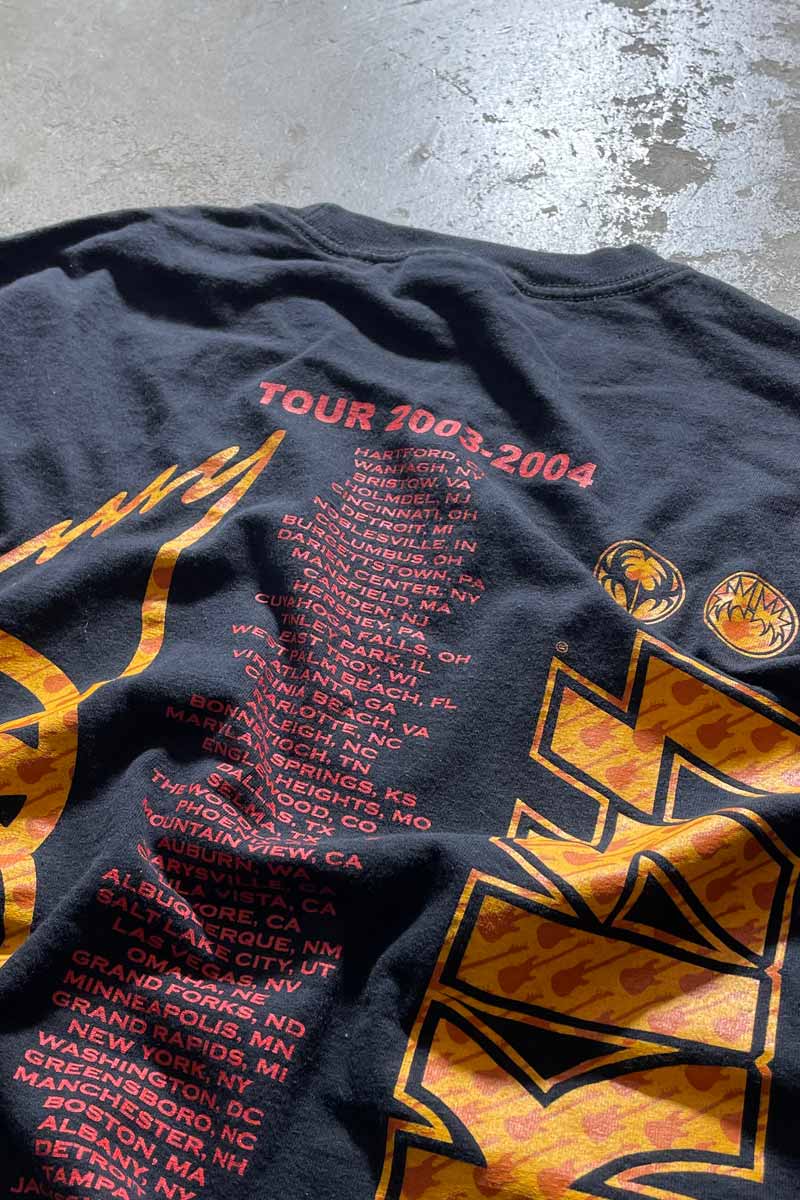 TOUR 2003-2004
HARTFORD,
WANTAGH, NY
BRISTOW, VA
HOLMDEL, NJ
CINCINNATI, OH
DETROIT, MI
NOBLESVILLE, IN
COLUMBUS, OH
BURGETTSTOWN, PA
DARIEN CENTER, NY
MANSFIELD, MA
CAMDEN, NJ
HERSHEY, PA
CUYAHOGA FALLS, OH
TINLEY PARK, IL
EAST TROY, WI
WEST PALM BEACH, FL
ATLANTA, GA
VIRGINIA BEACH, VA
CHARLOTTE, NC
RALEIGH, NC
TN
BONNER SPRINGS, KS
MARYLAND HEIGHTS, MO
ENGLEWOOD, CO
TX
SELMA, TX
THE WOODLANDS, TX
PHOENIX,
MOUNTAIN VIEW, CA
AUBURN, WA
MARYSVILLE, CA
CHULA VISTA, CA
CA
ALBUQUERQUE, NM
SALT LAKE CITY, UT
LAS VEGAS, NV
OMAHA, NE
GRAND FORKS, ND
MINNEAPOLIS, MN
GRAND RAPIDS, MI
NEW YORK, NY
WASHINGTON, DC
GREENSBORO, NC
MANCHESTER, NH
BOSTON, MA
ALBANY, NY
DETROIT,
TAMPA